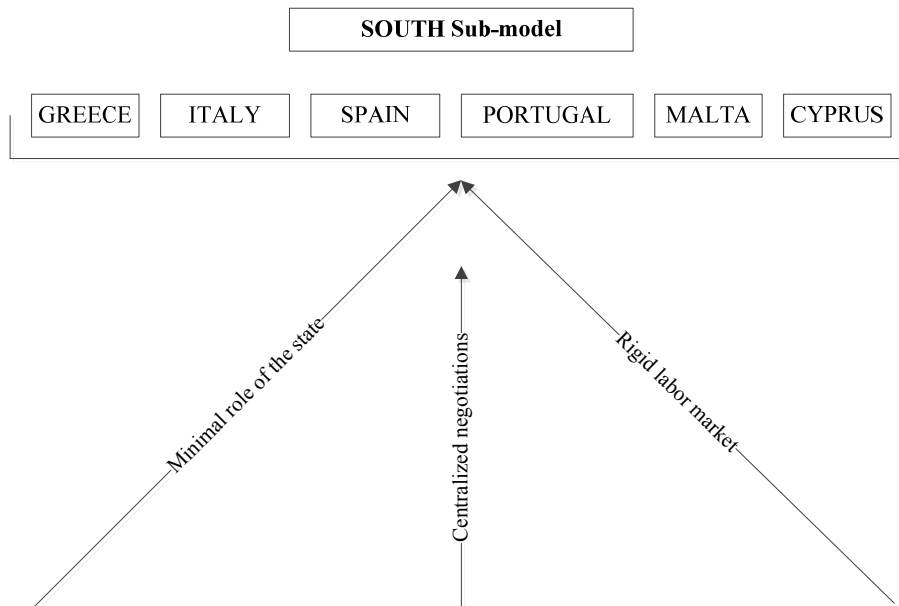 SOUTH Sub-model
GREECE
ITALY
SPAIN
PORTUGAL
MALTA
CYPRUS
Minimal role of the state
Centralized negotiations
Rigid labor market